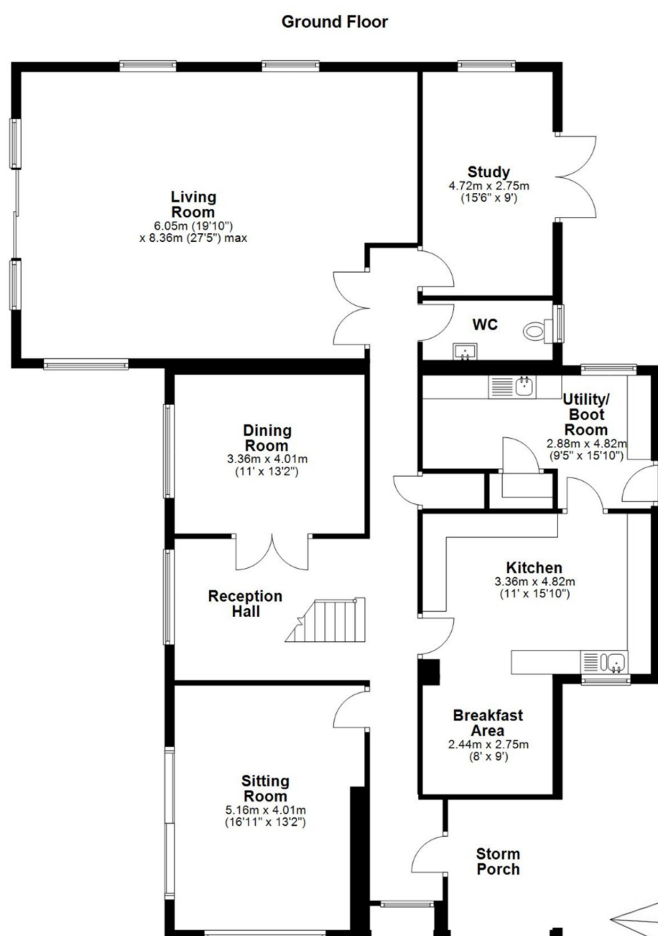 Ground Floor
Living
Room
6.05m (19'10")
x 8.36m (27'5") max
Study
4.72m x 2.75m
(15'6" x 9')
WC
Utility/
Boot
Room
2.88m x 4.82m
(9'5" x 15'10")
Dining
Room
3.36m x 4.01m
(11' x 13'2")
Reception
Hall
Kitchen
3.36m x 4.82m
(11' x 15'10")
Breakfast
Area
2.44m x 2.75m
(8' x 9')
Sitting
Room
5.16m x 4.01m
(16'11" x 13'2")
Storm
Porch